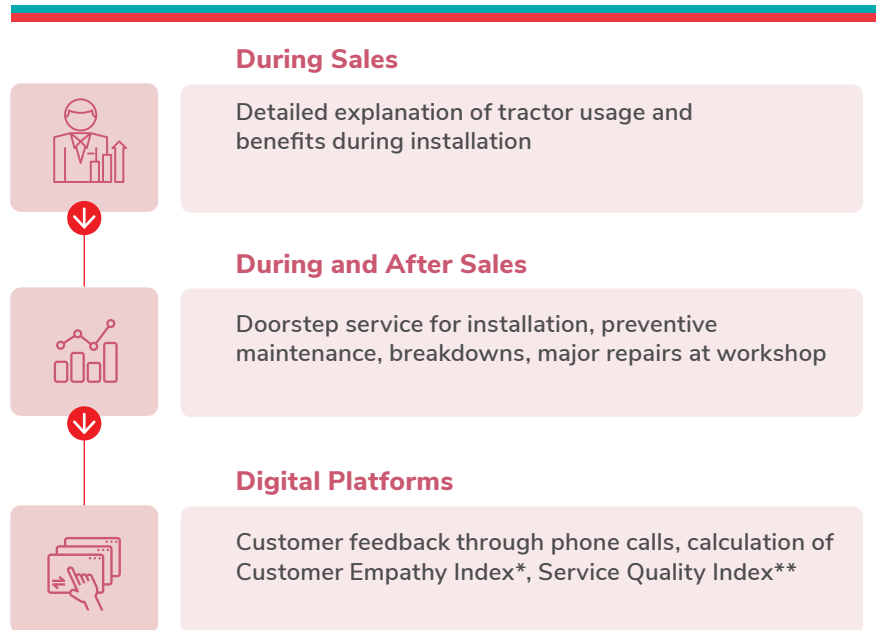 During Sales
Detailed explanation of tractor usage and
benefits during installation
During and After Sales
Doorstep service for installation, preventive
maintenance, breakdowns, major repairs at workshop
Digital Platforms
Customer feedback through phone calls, calculation of
Customer Empathy Index*, Service Quality Index**